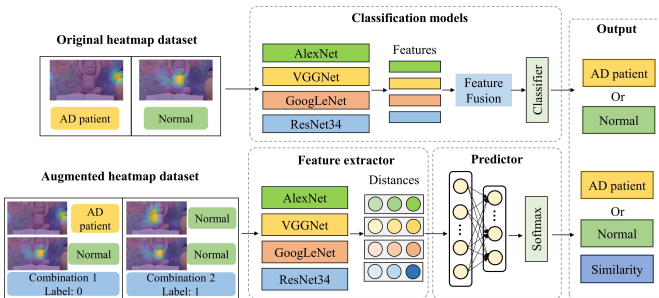 Classification models
Output
Original heatmap dataset
AD patient
Normal
AlexNet
VGGNet
GoogLeNet
ResNet34
Features
Feature
Fusion
Classifier
AD patient
Or
Normal
Augmented heatmap dataset
AD
patient
Normal
Normal
Normal
Combination 1
Label: 0
Combination 2
Label: 1
Feature extractor
AlexNet
VGGNet
GoogLeNet
ResNet34
Distances
Predictor
Softmax
AD patient
Or
Normal
Similarity